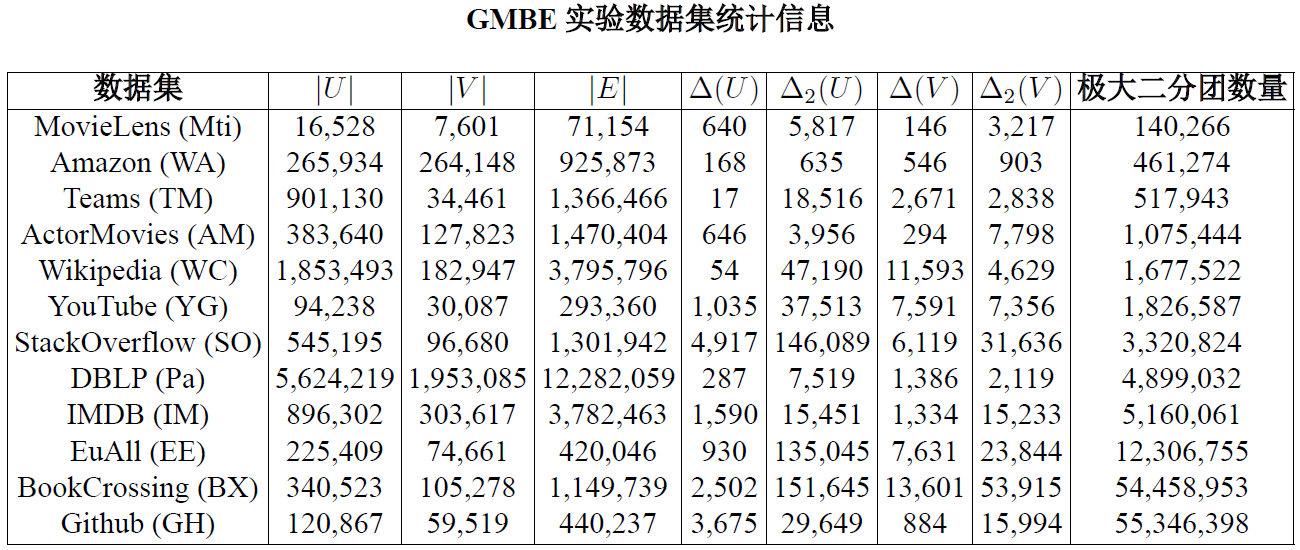 GMBE 实验数据集统计信息
数据集 |U| |V| |E| Δ(U) Δ₂(U) Δ(V) Δ₂(V) 极大二分团数量
MovieLens (Mti) 16,528 7,601 71,154 640 5,817 146 3,217 140,266
Amazon (WA) 265,934 264,148 925,873 168 635 546 903 461,274
Teams (TM) 901,130 34,461 1,366,466 17 18,516 2,671 2,838 517,943
ActorMovies (AM) 383,640 127,823 1,470,404 646 3,956 294 7,798 1,075,444
Wikipedia (WC) 1,853,493 182,947 3,795,796 54 47,190 11,593 4,629 1,677,522
YouTube (YG) 94,238 30,087 293,360 1,035 37,513 7,591 7,356 1,826,587
StackOverflow (SO) 545,195 96,680 1,301,942 4,917 146,089 6,119 31,636 3,320,824
DBLP (Pa) 5,624,219 1,953,085 12,282,059 287 7,519 1,386 2,119 4,899,032
IMDB (IM) 896,302 303,617 3,782,463 1,590 15,451 1,334 15,233 5,160,061
EuAll (EE) 225,409 74,661 420,046 930 135,045 7,631 23,844 12,306,755
BookCrossing (BX) 340,523 105,278 1,149,739 2,502 151,645 13,601 53,915 54,458,953
Github (GH) 120,867 59,519 440,237 3,675 29,649 884 15,994 55,346,398